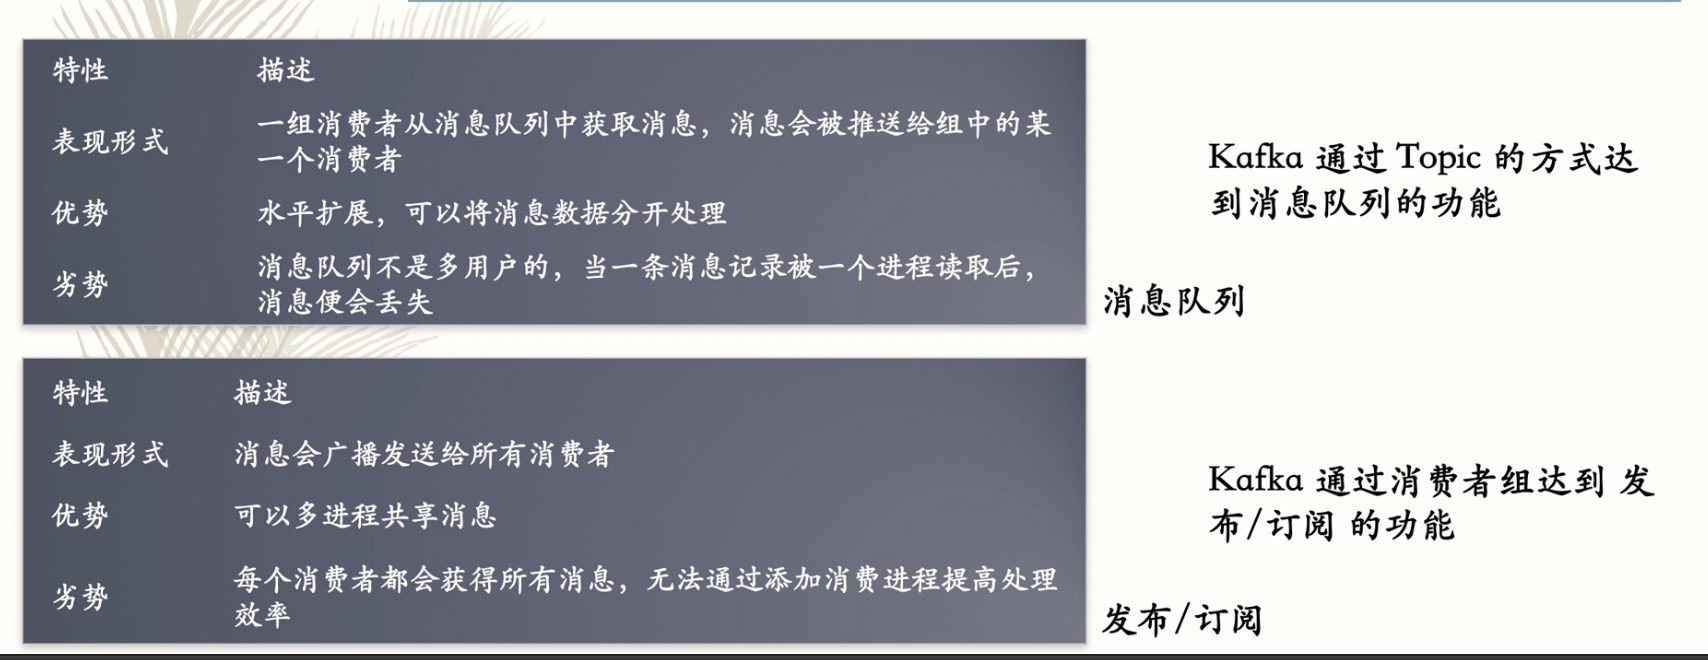 特性 描述
表现形式 一组消费者从消息队列中获取消息，消息会被推送给组中的某
一个消费者
优势 水平扩展，可以将消息数据分开处理
劣势 消息队列不是多用户的，当一条消息记录被一个进程读取后，
消息便会丢失
Kafka 通过 Topic 的方式达
到消息队列的功能
消息队列
特性 描述
表现形式 消息会广播发送给所有消费者
优势 可以多进程共享消息
劣势 每个消费者都会获得所有消息，无法通过添加消费进程提高处理
效率
Kafka 通过消费者组达到 发
布/订阅 的功能
发布/订阅